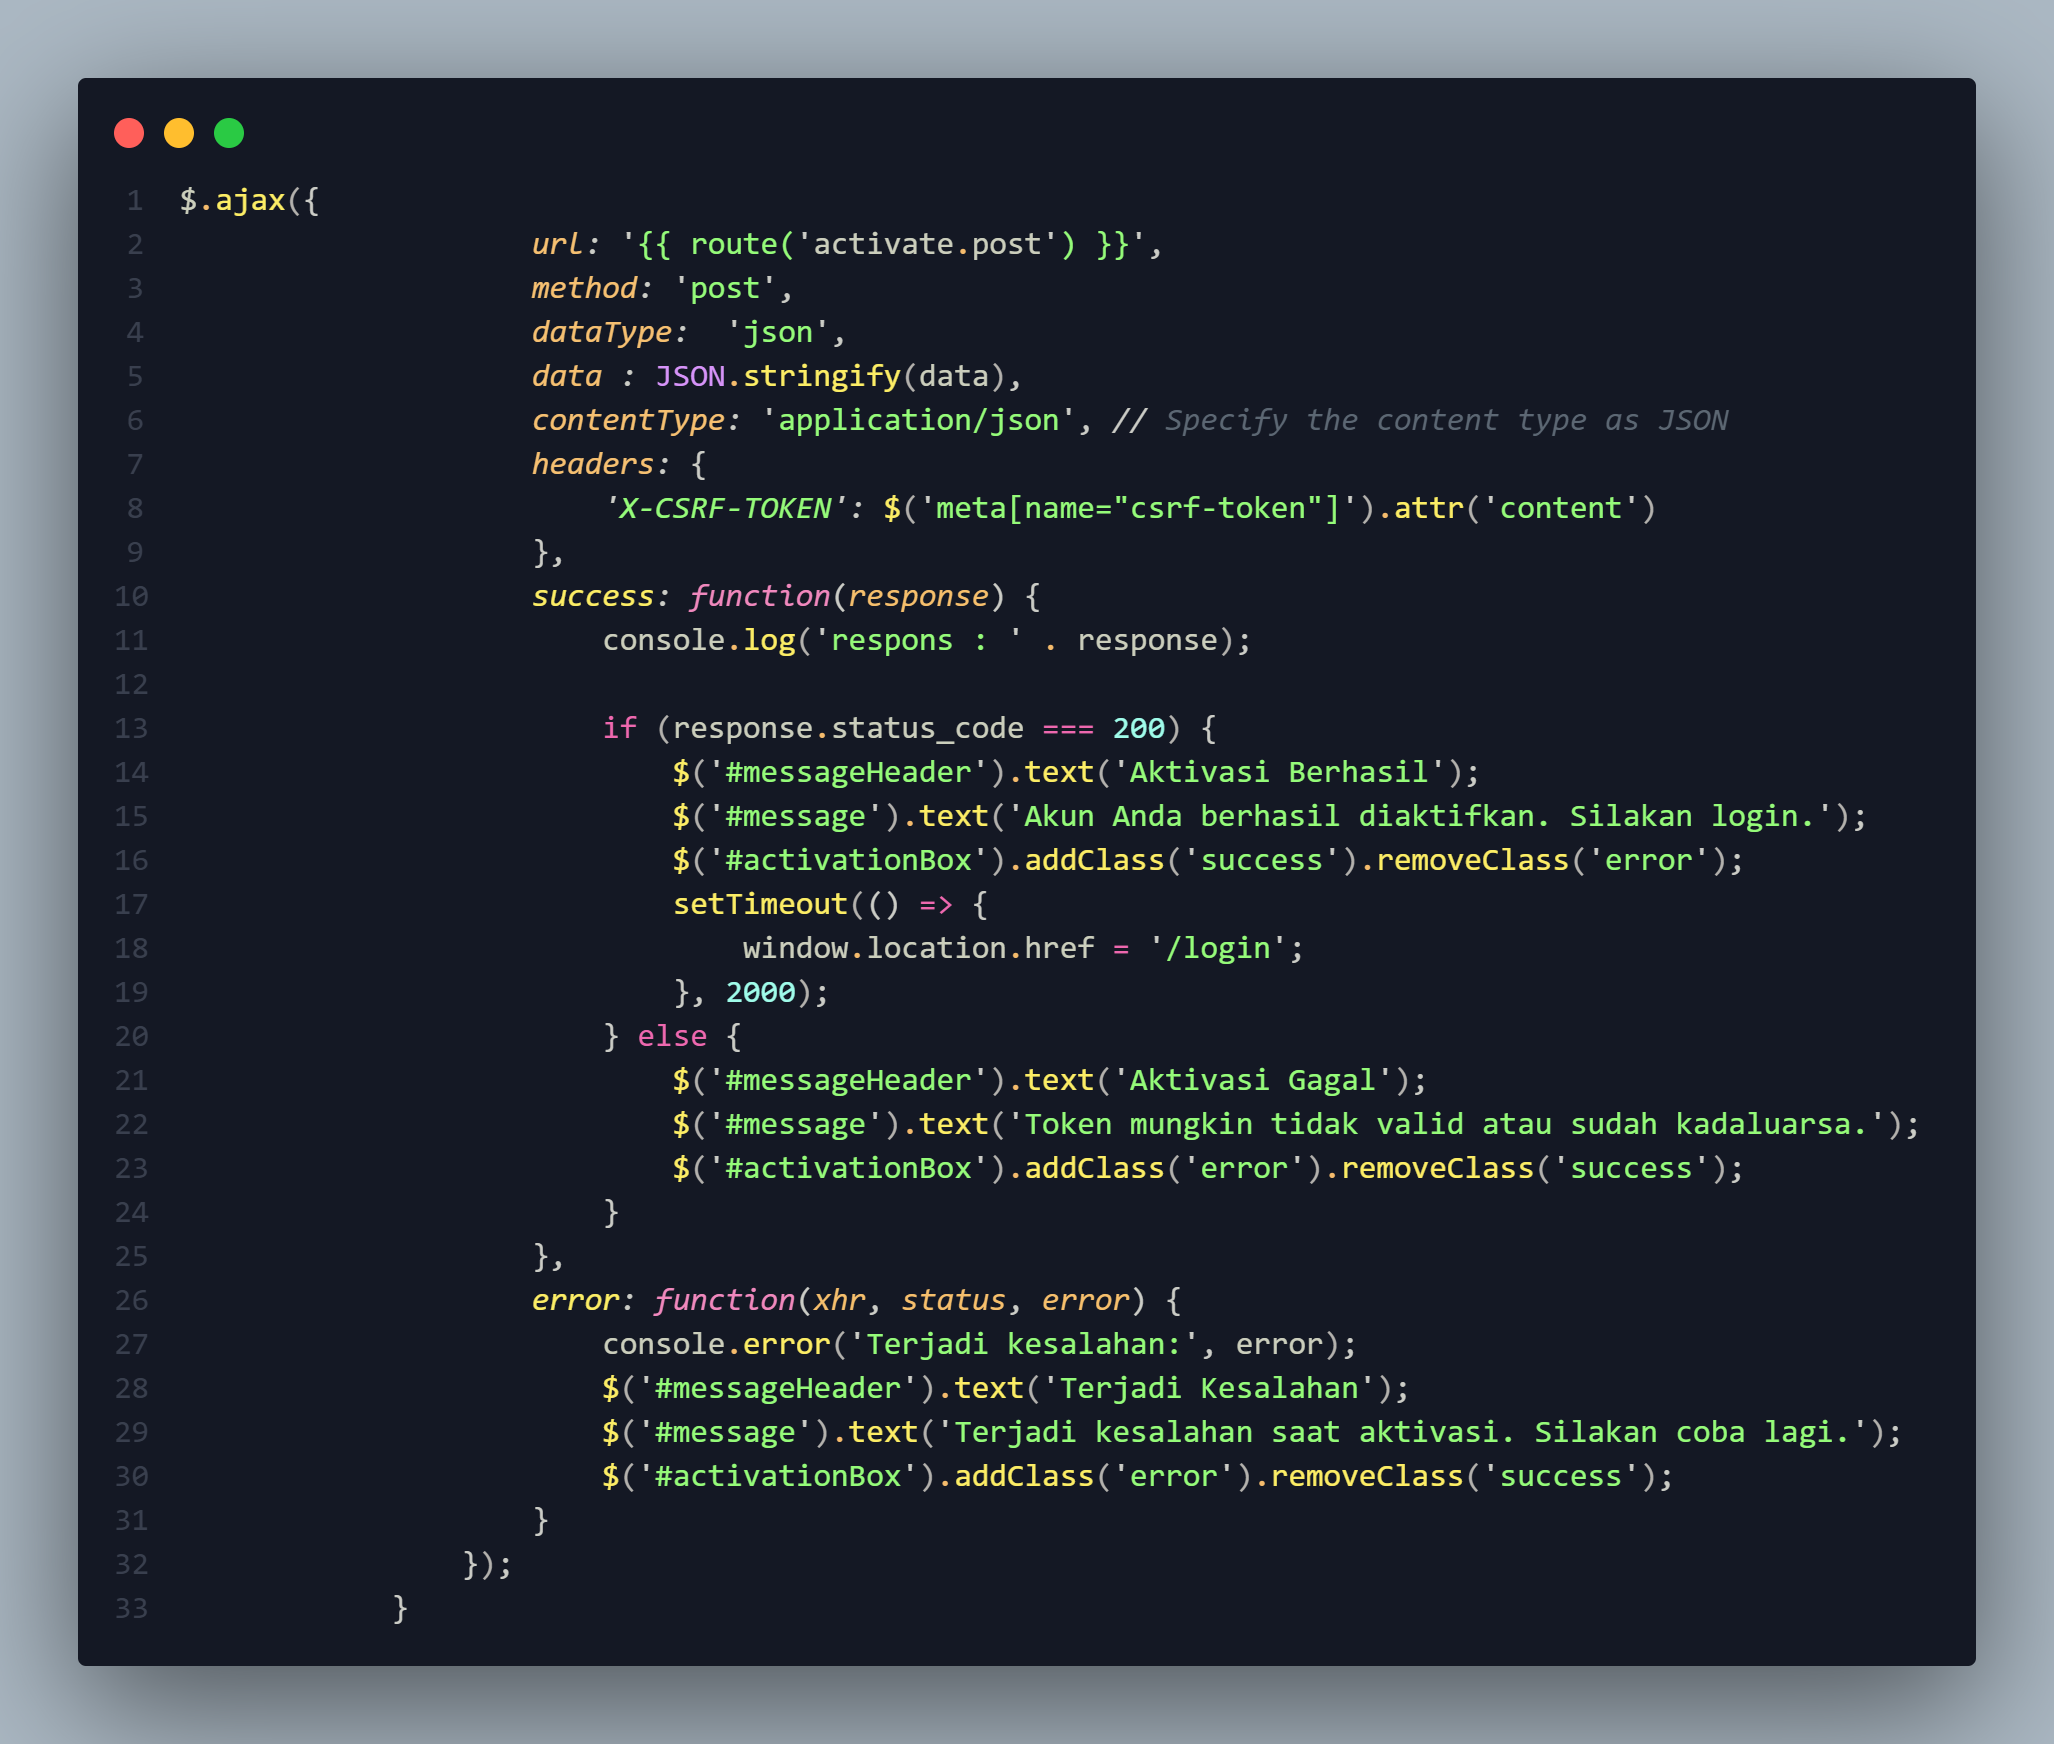 1 $.ajax({
2                     url: '{{ route('activate.post') }}',
3                     method: 'post',
4                     dataType:  'json',
5                     data : JSON.stringify(data),
6                     contentType: 'application/json', // Specify the content type as JSON
7                     headers: {
8                         'X-CSRF-TOKEN': $('meta[name="csrf-token"]').attr('content')
9                     },
10                     success: function(response) {
11                         console.log('respons : ' . response);
12
13                         if (response.status_code === 200) {
14                             $('#messageHeader').text('Aktivasi Berhasil');
15                             $('#message').text('Akun Anda berhasil diaktifkan. Silakan login.');
16                             $('#activationBox').addClass('success').removeClass('error');
17                             setTimeout(() => {
18                                 window.location.href = '/login';
19                             }, 2000);
20                         } else {
21                             $('#messageHeader').text('Aktivasi Gagal');
22                             $('#message').text('Token mungkin tidak valid atau sudah kadaluarsa.');
23                             $('#activationBox').addClass('error').removeClass('success');
24                         }
25                     },
26                     error: function(xhr, status, error) {
27                         console.error('Terjadi kesalahan:', error);
28                         $('#messageHeader').text('Terjadi Kesalahan');
29                         $('#message').text('Terjadi kesalahan saat aktivasi. Silakan coba lagi.');
30                         $('#activationBox').addClass('error').removeClass('success');
31                     }
32                 });
33             }